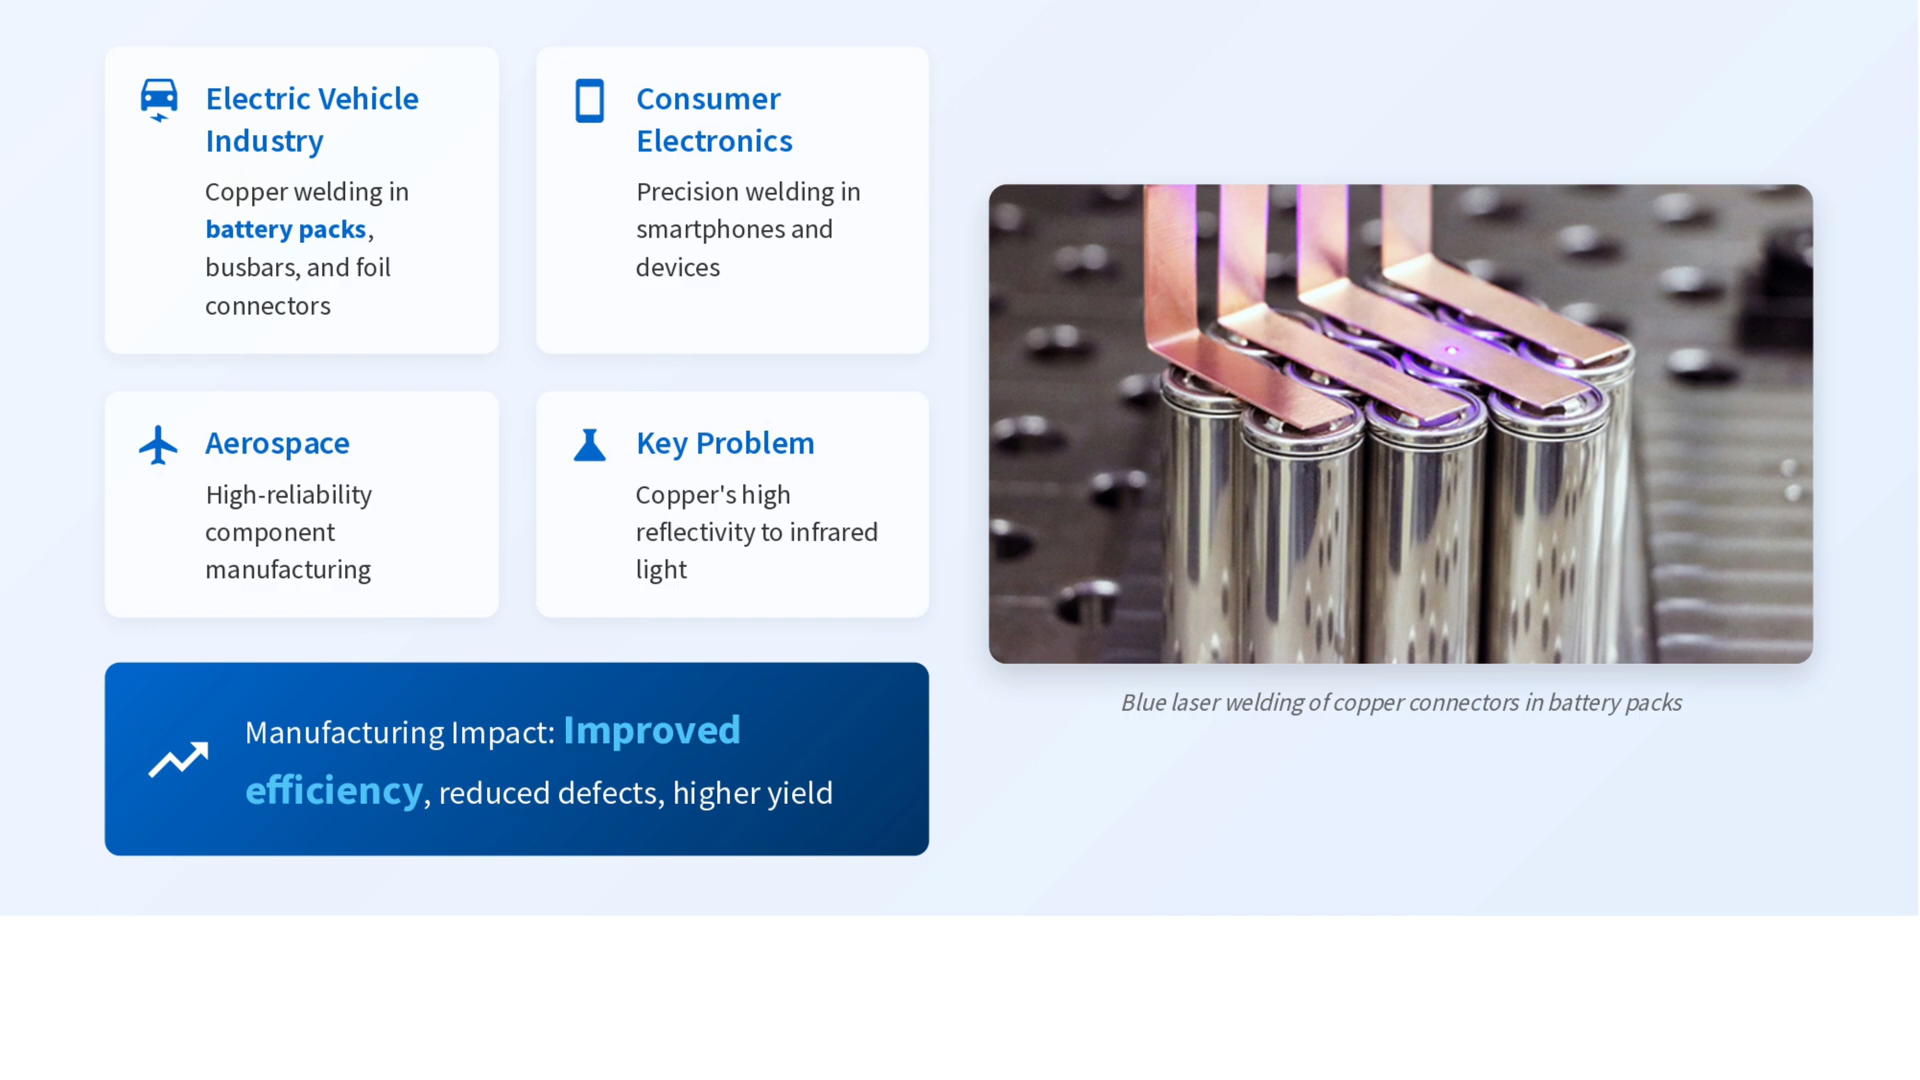 Electric Vehicle
Industry
Copper welding in
battery packs,
busbars, and foil
connectors
Consumer
Electronics
Precision welding in
smartphones and
devices
Aerospace
High-reliability
component
manufacturing
Key Problem
Copper's high
reflectivity to infrared
light
Manufacturing Impact: Improved
efficiency, reduced defects, higher yield
Blue laser welding of copper connectors in battery packs